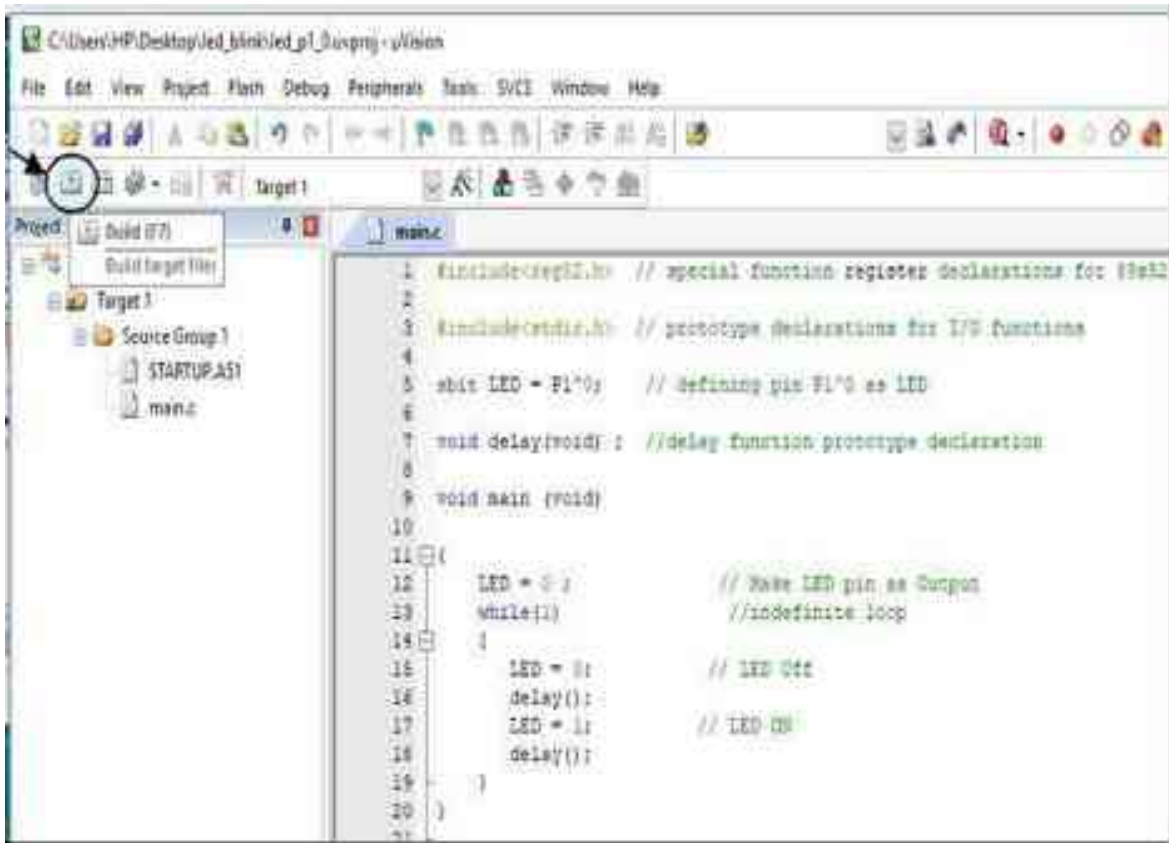 C:\Users\HP\Desktop\led_blink\led_p1_0.uvproj - µVision
File Edit View Project Flash Debug Peripherals Tools SVCS Window Help
Target 1
Project
Build (F7)
Build target files
Target 1
Source Group 1
STARTUP.A51
main.c
main.c
1 #include<reg52.h> // special function register declarations for
2
3 #include<stdio.h> // prototype declarations for I/O functions
4
5 sbit LED = P1^0; // defining pin P1^0 as LED
6
7 void delay(void) ; //delay function prototype declaration
8
9 void main (void)
10
11 {
12 LED = 0 ; // Make LED pin as Output
13 while(1) //indefinite loop
14 {
15 LED = 0; // LED Off
16 delay();
17 LED = 1; // LED ON
18 delay();
19 }
20 }
21